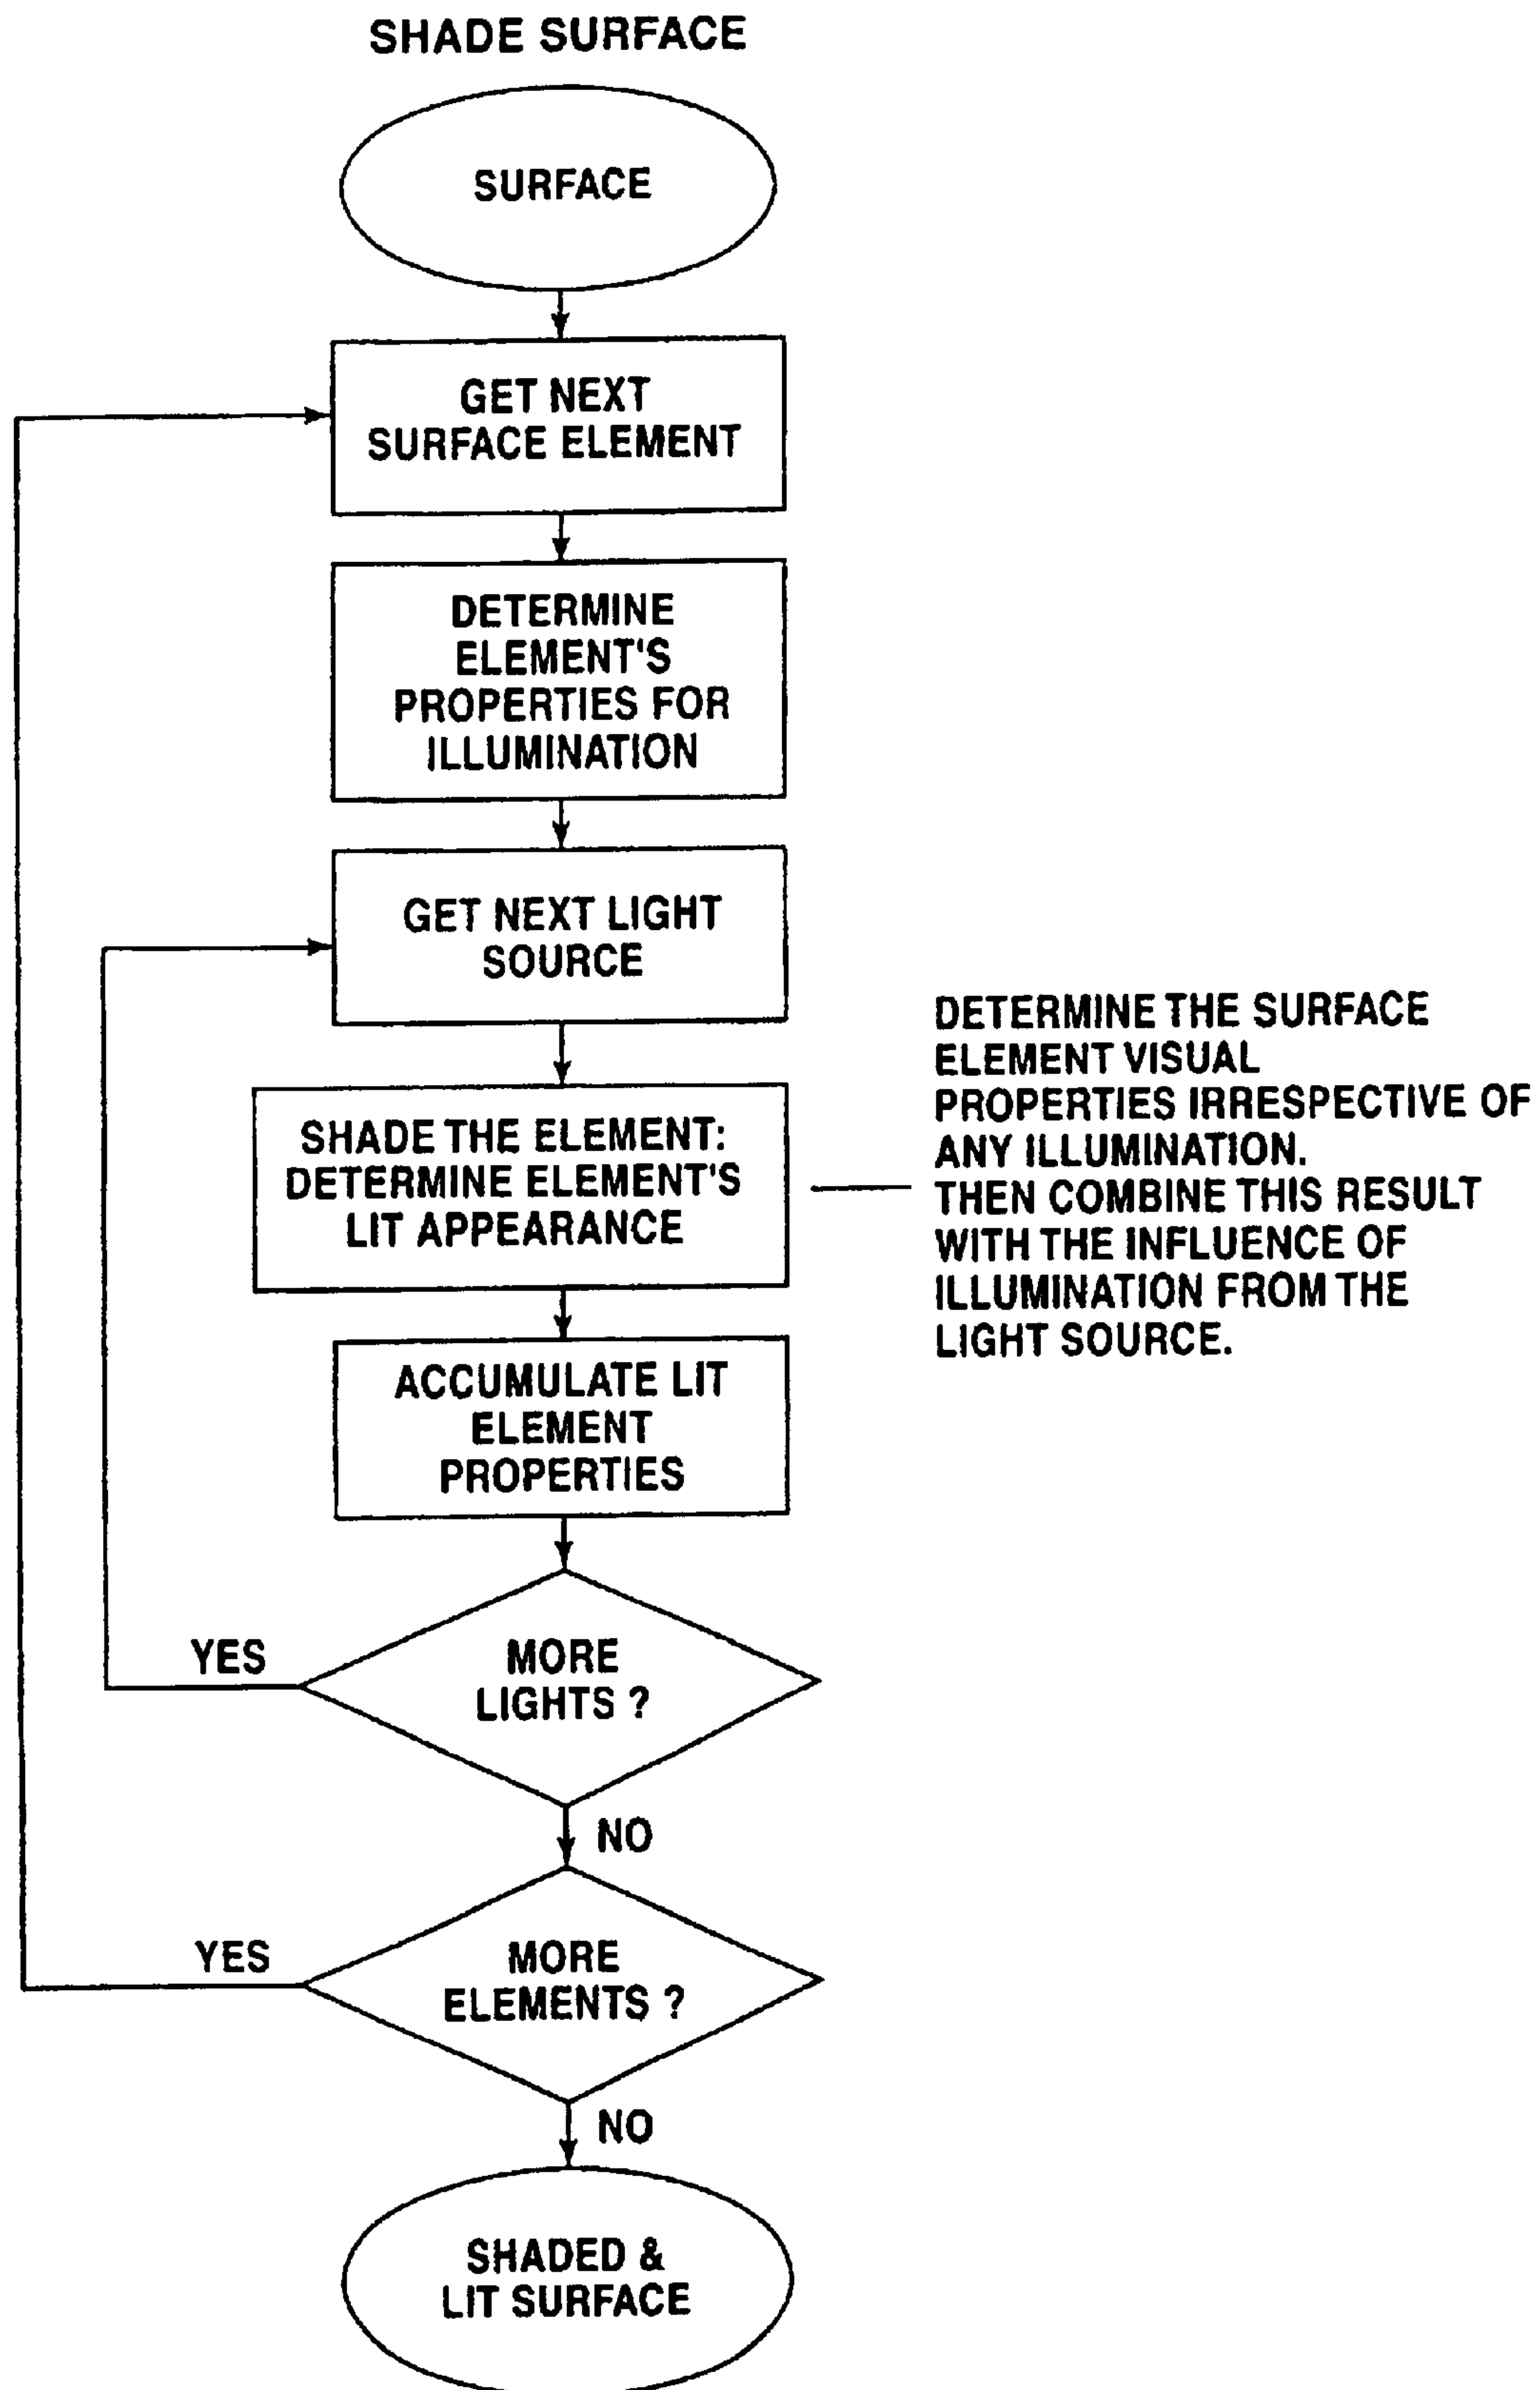 SHADE SURFACE
SURFACE
GET NEXT
SURFACE ELEMENT
DETERMINE
ELEMENT'S
PROPERTIES FOR
ILLUMINATION
GET NEXT LIGHT
SOURCE
SHADE THE ELEMENT:
DETERMINE ELEMENT'S
LIT APPEARANCE
DETERMINE THE SURFACE
ELEMENT VISUAL
PROPERTIES IRRESPECTIVE OF
ANY ILLUMINATION.
THEN COMBINE THIS RESULT
WITH THE INFLUENCE OF
ILLUMINATION FROM THE
LIGHT SOURCE.
ACCUMULATE LIT
ELEMENT
PROPERTIES
YES
MORE
LIGHTS ?
NO
YES
MORE
ELEMENTS ?
NO
SHADED &
LIT SURFACE